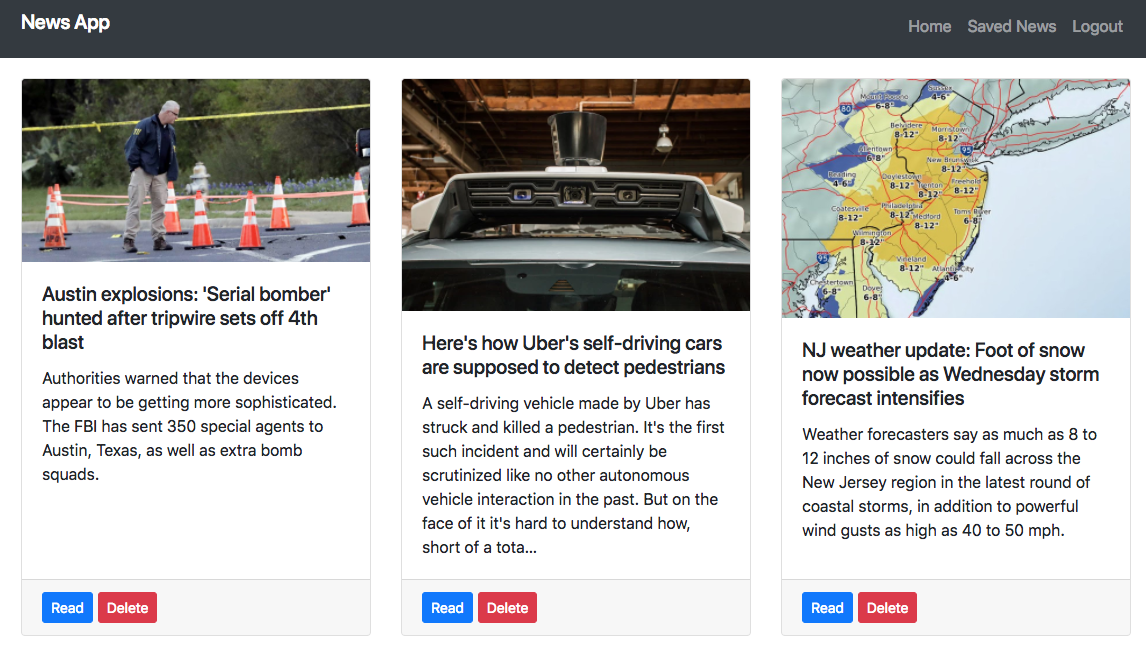 News App
Home Saved News Logout
Austin explosions: 'Serial bomber'
hunted after tripwire sets off 4th
blast
Authorities warned that the devices
appear to be getting more sophisticated.
The FBI has sent 350 special agents to
Austin, Texas, as well as extra bomb
squads.
Read Delete
Here's how Uber's self-driving cars
are supposed to detect pedestrians
A self-driving vehicle made by Uber has
struck and killed a pedestrian. It's the first
such incident and will certainly be
scrutinized like no other autonomous
vehicle interaction in the past. But on the
face of it it's hard to understand how,
short of a tota...
Read Delete
Sussex
4-6"
Mount Pocono
6-8"
80
Belvidere
8-12"
Morristown
8-12"
Allentown
6-8"
95
New Brunswick
8-12"
Reading
4-6"
Doylestown
8-12"
Trenton
8-12"
Freehold
8-12"
Coatesville
8-12"
Philadelphia
8-12"
Medford
8-12"
Toms River
6-8"
Wilmington
8-12"
95
Vineland
8-12"
Atlantic City
4-6"
Chestertown
6-8"
Dover
6-8"
NJ weather update: Foot of snow
now possible as Wednesday storm
forecast intensifies
Weather forecasters say as much as 8 to
12 inches of snow could fall across the
New Jersey region in the latest round of
coastal storms, in addition to powerful
wind gusts as high as 40 to 50 mph.
Read Delete